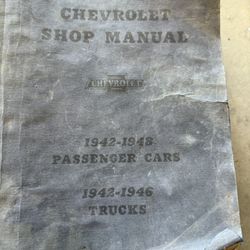 CHEVROLET
SHOP MANUAL
CHEVROLET
1942-1948
PASSENGER CARS
1942-1946
TRUCKS